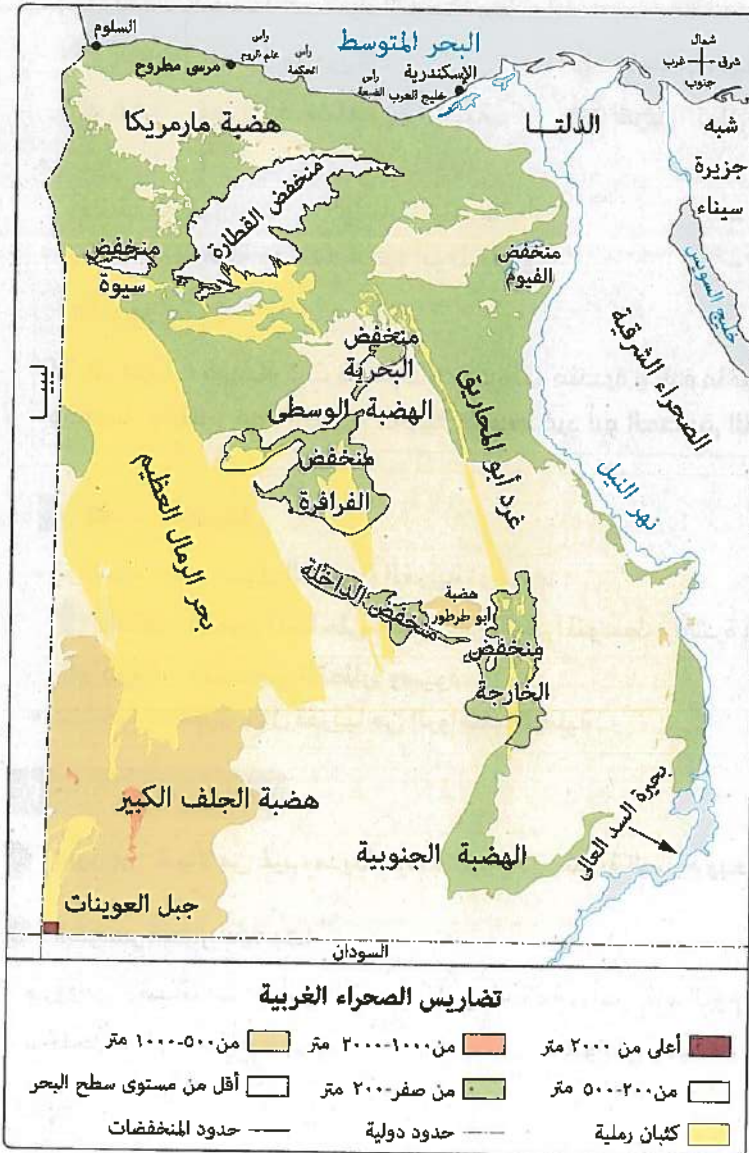 السلوم
البحر المتوسط
شمال
شرق غرب
جنوب
مرسى مطروح
رأس علم الروم
رأس الحكمة
رأس الضبعة
الإسكندرية
خليج العرب
الدلتا
شبه
جزيرة
سيناء
هضبة مارمريكا
منخفض القطارة
منخفض
سيوة
منخفض
الفيوم
خليج السويس
الصحراء الشرقية
منخفض
البحرية
الهضبة الوسطى
ليبيا
منخفض
الفرافرة
غرد أبو المحاريق
نهر النيل
بحر الرمال العظيم
منخفض الداخلة
هضبة
أبو طرطور
منخفض
الخارجة
هضبة الجلف الكبير
الهضبة الجنوبية
بحيرة السد العالى
جبل العوينات
السودان
تضاريس الصحراء الغربية
أعلى من ٢٠٠٠ متر
من ١٠٠٠-٢٠٠٠ متر
من ٥٠٠-١٠٠٠ متر
من ٢٠٠-٥٠٠ متر
من صفر-٢٠٠ متر
أقل من مستوى سطح البحر
كثبان رملية
حدود دولية
حدود المنخفضات